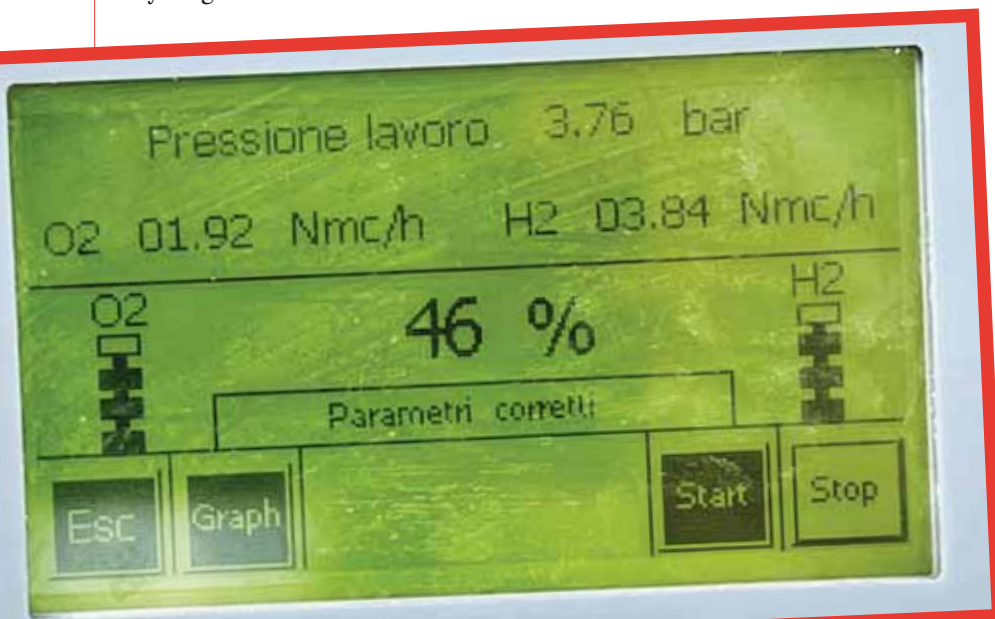 Pressione lavoro 3.76 bar
O2 01.92 Nmc/h H2 03.84 Nmc/h
O2 46 % H2
Parametri corretti
Esc Graph Start Stop